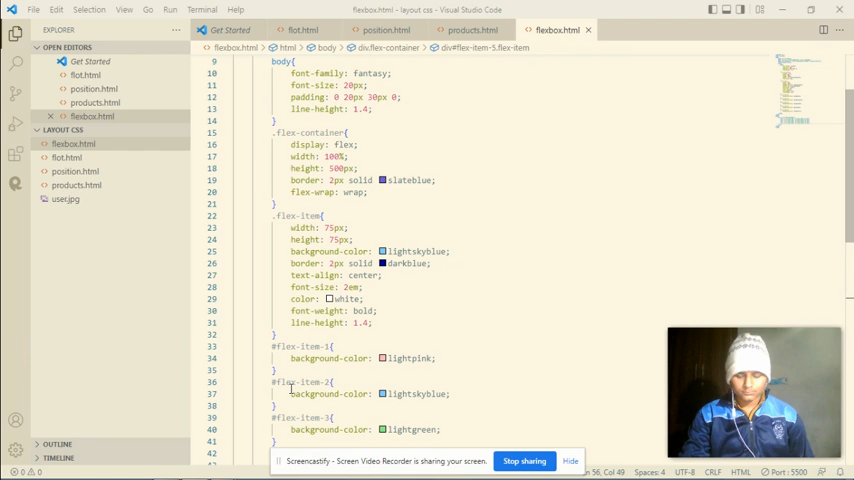 File Edit Selection View Go Run Terminal Help
flexbox.html - layout css - Visual Studio Code
EXPLORER
OPEN EDITORS
Get Started
flot.html
position.html
products.html
flexbox.html
LAYOUT CSS
flexbox.html
flot.html
position.html
products.html
user.jpg
OUTLINE
TIMELINE
Get Started flot.html position.html products.html flexbox.html
flexbox.html > html > body > div.flex-container > div#flex-item-5.flex-item
9 body{
10 font-family: fantasy;
11 font-size: 20px;
12 padding: 0 20px 30px 0;
13 line-height: 1.4;
14 }
15 .flex-container{
16 display: flex;
17 width: 100%;
18 height: 500px;
19 border: 2px solid slateblue;
20 flex-wrap: wrap;
21 }
22 .flex-item{
23 width: 75px;
24 height: 75px;
25 background-color: lightskyblue;
26 border: 2px solid darkblue;
27 text-align: center;
28 font-size: 2em;
29 color: white;
30 font-weight: bold;
31 line-height: 1.4;
32 }
33 #flex-item-1{
34 background-color: lightpink;
35 }
36 #flex-item-2{
37 background-color: lightskyblue;
38 }
39 #flex-item-3{
40 background-color: lightgreen;
41 }
42
Screencastify - Screen Video Recorder is sharing your screen. Stop sharing Hide
0 0 56, Col 49 Spaces: 4 UTF-8 CRLF HTML Port : 5500